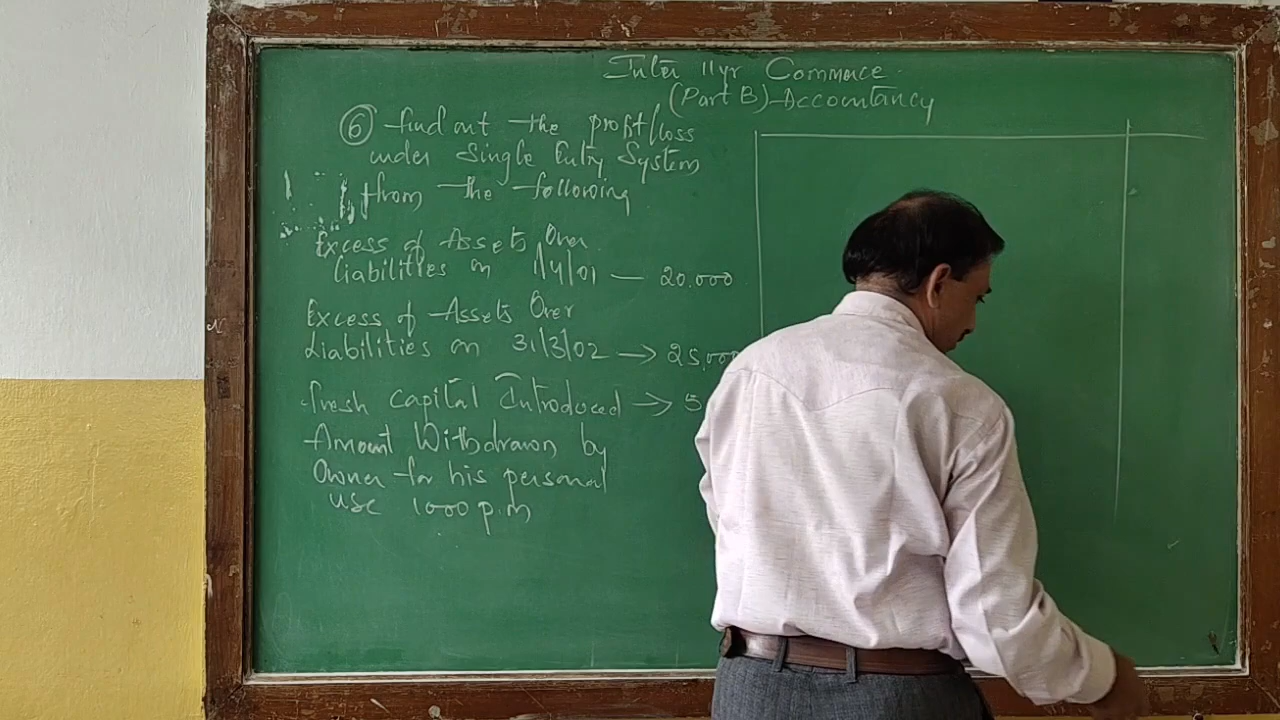 Inter IIyr Commerce
(Part B)-Accountancy
⑥ find out the profit/loss
under Single Entry System
from the following
Excess of Assets Over
liabilities on 1/4/01 — 20.000
Excess of Assets Over
Liabilities on 31/3/02 → 25,000
fresh capital Introduced → 5
Amount Withdrawn by
Owner for his personal
use 1000 p.m